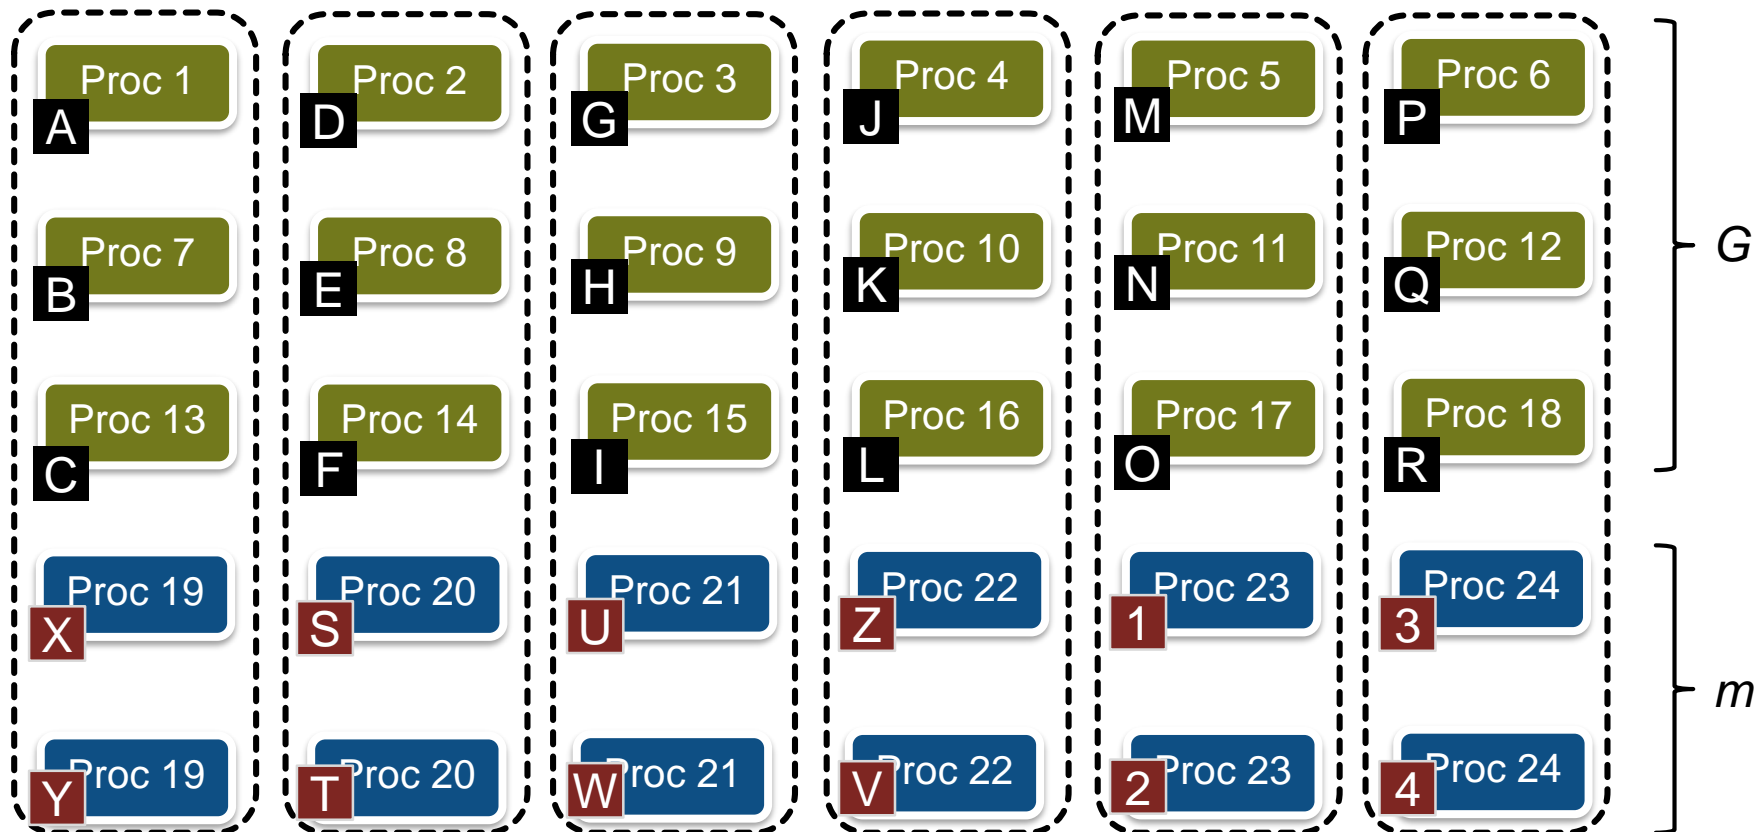 Proc 1 Proc 2 Proc 3 Proc 4 Proc 5 Proc 6
A D G J M P
Proc 7 Proc 8 Proc 9 Proc 10 Proc 11 Proc 12 G
B E H K N Q
Proc 13 Proc 14 Proc 15 Proc 16 Proc 17 Proc 18
C F I L O R
Proc 19 Proc 20 Proc 21 Proc 22 Proc 23 Proc 24
X S U Z 1 3
m
Proc 19 Proc 20 Proc 21 Proc 22 Proc 23 Proc 24
Y T W V 2 4